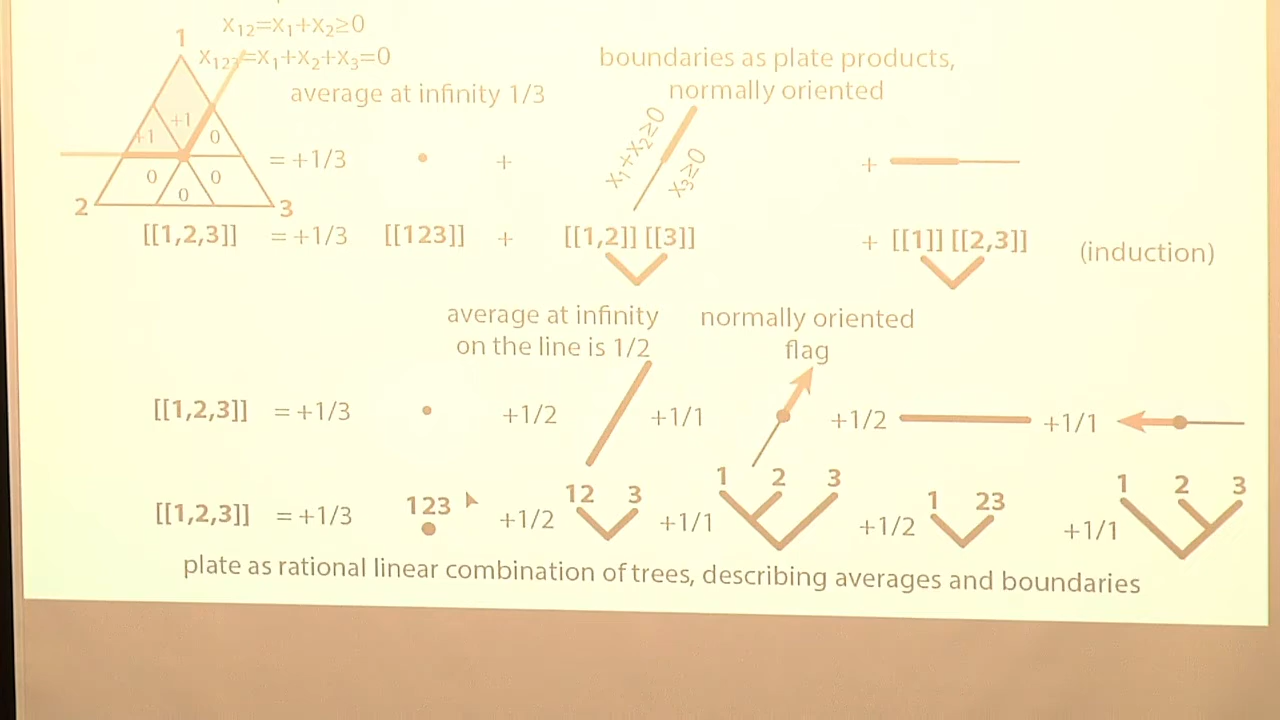 x₁₂=x₁+x₂≥0
x₁₂₃=x₁+x₂+x₃=0
average at infinity 1/3
boundaries as plate products,
normally oriented
1
+1
+1
0
0
0
0
2
3
= +1/3
+
x₁+x₂≥0
x₃≥0
+
[[1,2,3]] = +1/3 [[123]] + [[1,2]] [[3]] + [[1]] [[2,3]] (induction)
average at infinity
on the line is 1/2
normally oriented
flag
[[1,2,3]] = +1/3 +1/2 +1/1 +1/2 +1/1
[[1,2,3]] = +1/3 123 +1/2 12 3 +1/1 1 2 3 +1/2 1 23 +1/1 1 2 3
plate as rational linear combination of trees, describing averages and boundaries